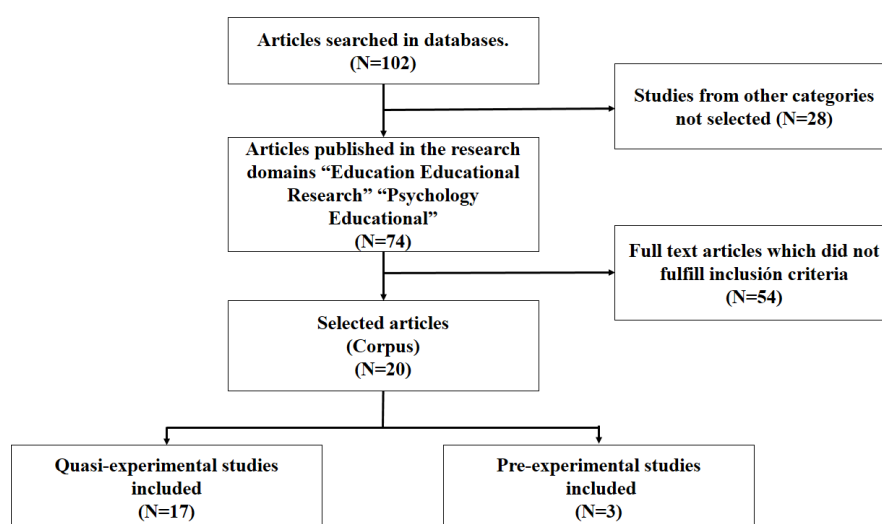 Articles searched in databases.
(N=102)
Studies from other categories
not selected (N=28)
Articles published in the research
domains “Education Educational
Research” “Psychology
Educational”
(N=74)
Full text articles which did not
fulfill inclusión criteria
(N=54)
Selected articles
(Corpus)
(N=20)
Quasi-experimental studies
included
(N=17)
Pre-experimental studies
included
(N=3)